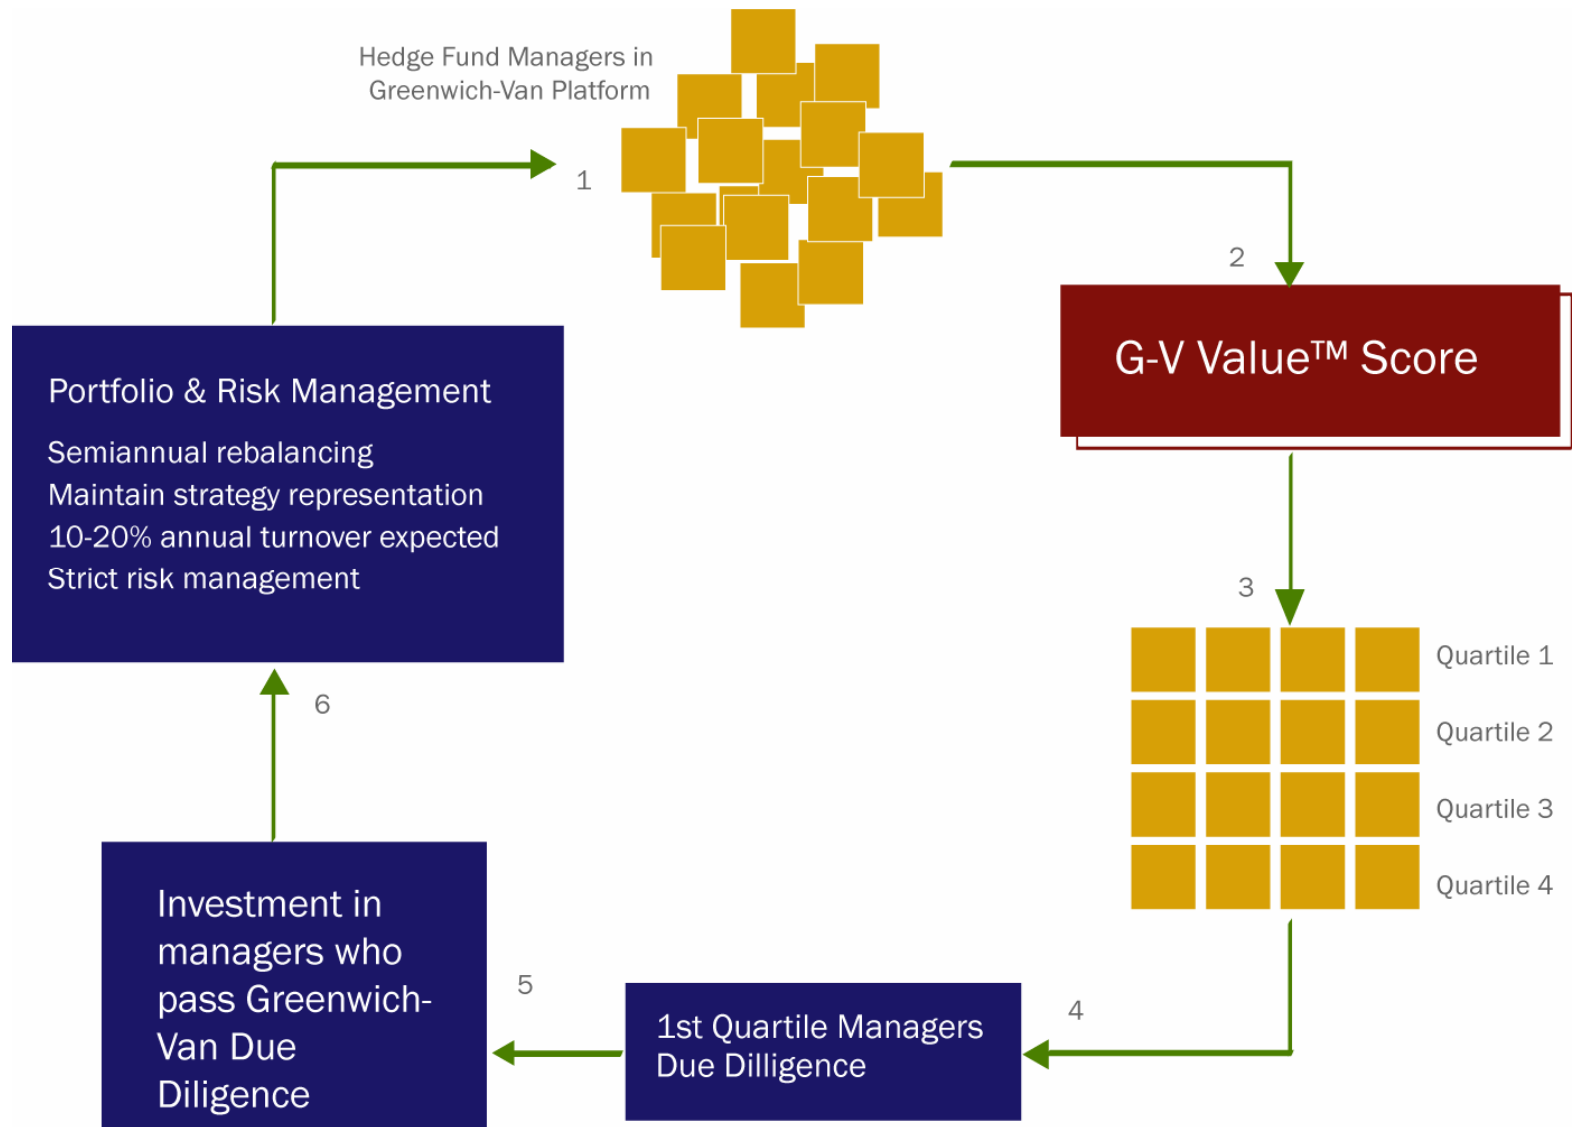 Hedge Fund Managers in
Greenwich-Van Platform
1
2
G-V Value™ Score
Portfolio & Risk Management
Semiannual rebalancing
Maintain strategy representation
10-20% annual turnover expected
Strict risk management
3
Quartile 1
Quartile 2
Quartile 3
Quartile 4
6
Investment in
managers who
pass Greenwich-
Van Due
Diligence
5
1st Quartile Managers
Due Dilligence
4